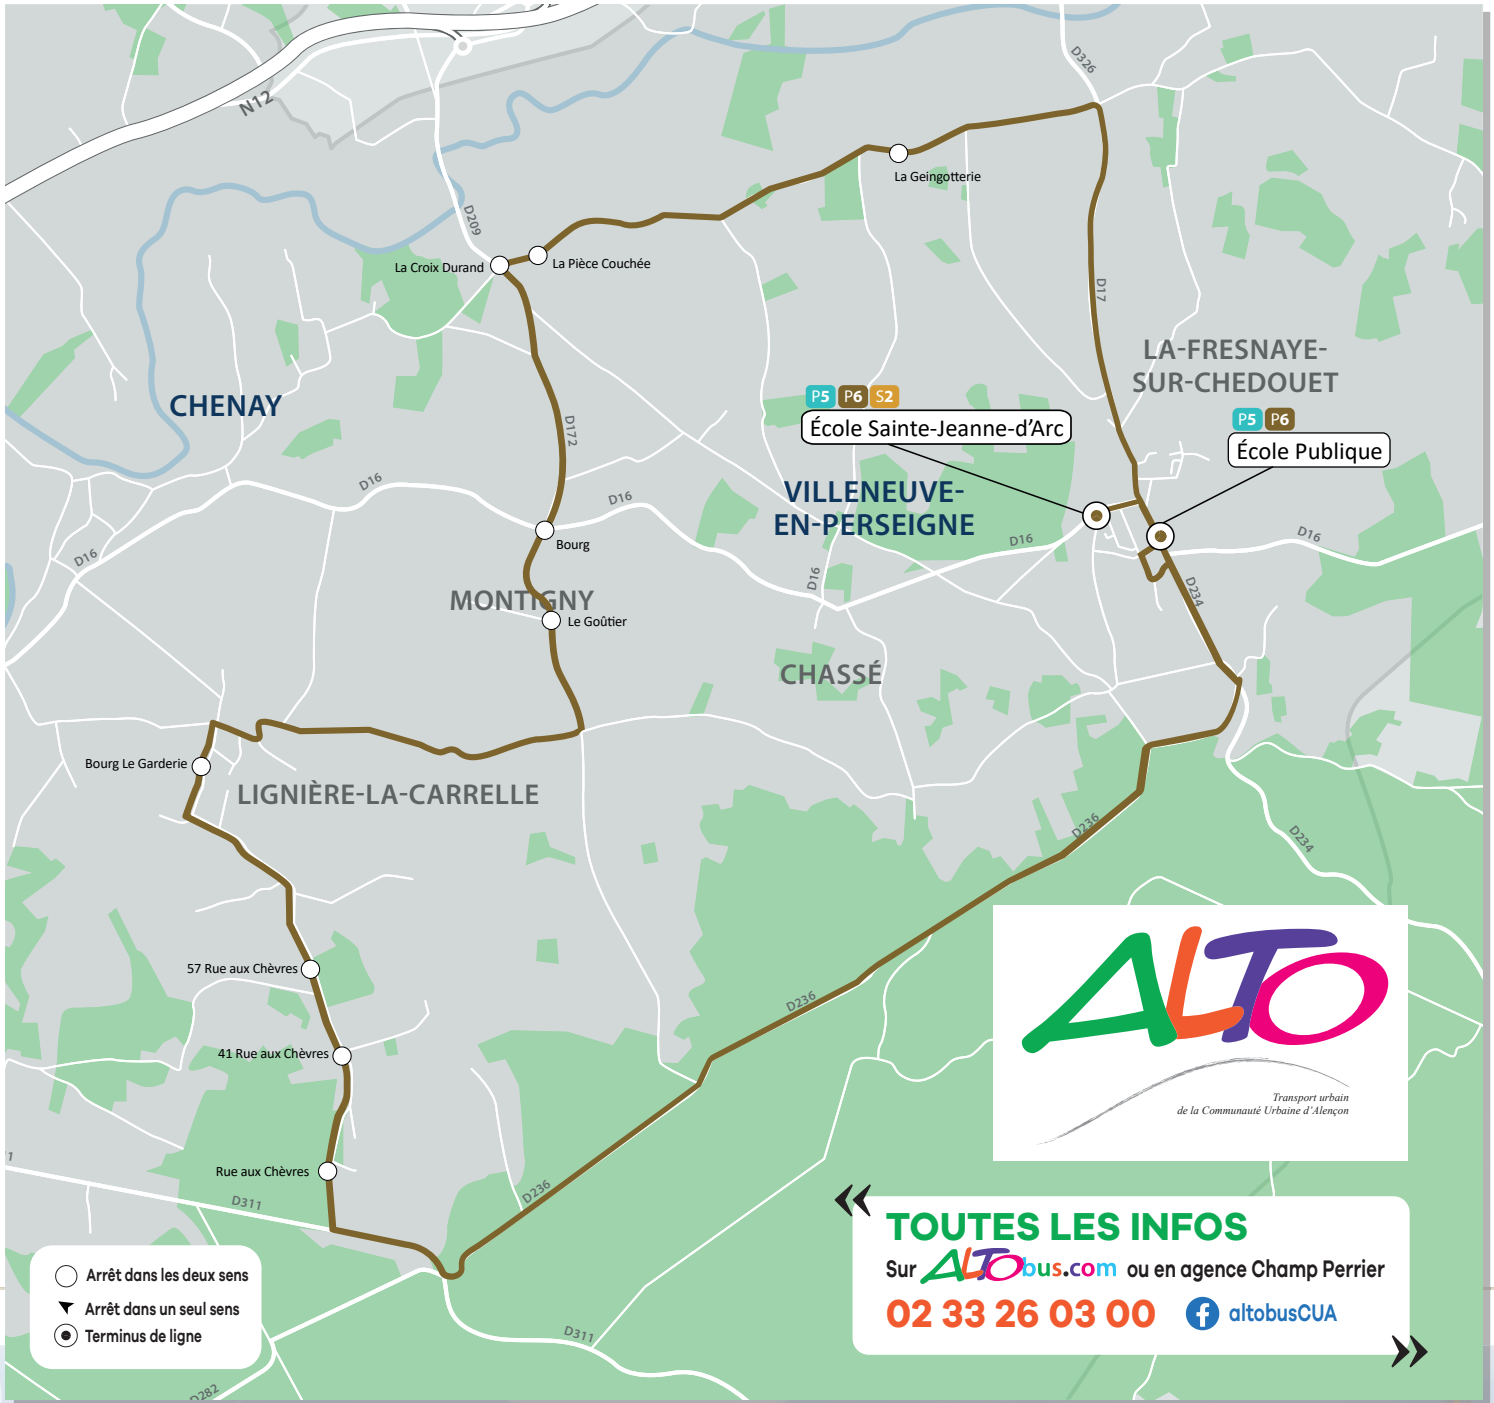 N12
D326
D209
La Geingotterie
La Croix Durand
La Pièce Couchée
D17
LA-FRESNAYE-
SUR-CHEDOUET
CHENAY
P5 P6 S2
École Sainte-Jeanne-d’Arc
P5 P6
École Publique
D172
D16
D16
D16
VILLENEUVE-
EN-PERSEIGNE
D16
D16
D16
Bourg
MONTIGNY
Le Goûtier
D234
CHASSÉ
Bourg Le Garderie
LIGNIÈRE-LA-CARRELLE
D236
D234
57 Rue aux Chèvres
D236
41 Rue aux Chèvres
ALTO
Transport urbain
de la Communauté Urbaine d’Alençon
1
Rue aux Chèvres
D311
D236
« TOUTES LES INFOS
Sur ALTObus.com ou en agence Champ Perrier
02 33 26 03 00 altobusCUA »
Arrêt dans les deux sens
Arrêt dans un seul sens
Terminus de ligne
D311
D282